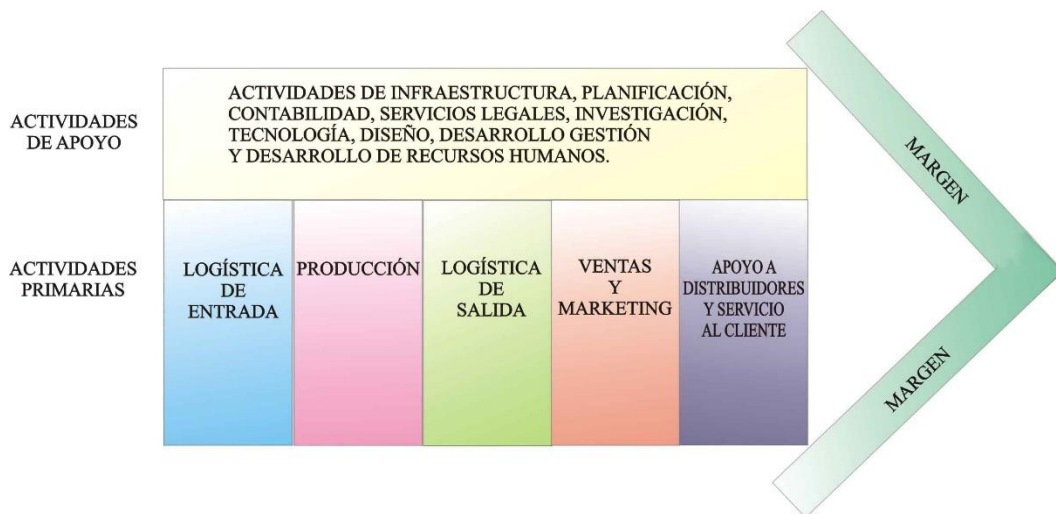 ACTIVIDADES
DE APOYO
ACTIVIDADES DE INFRAESTRUCTURA, PLANIFICACIÓN,
CONTABILIDAD, SERVICIOS LEGALES, INVESTIGACIÓN,
TECNOLOGÍA, DISEÑO, DESARROLLO GESTIÓN
Y DESARROLLO DE RECURSOS HUMANOS.
MARGEN
ACTIVIDADES
PRIMARIAS
LOGÍSTICA
DE
ENTRADA
PRODUCCIÓN
LOGÍSTICA
DE
SALIDA
VENTAS
Y
MARKETING
APOYO A
DISTRIBUIDORES
Y SERVICIO
AL CLIENTE
MARGEN